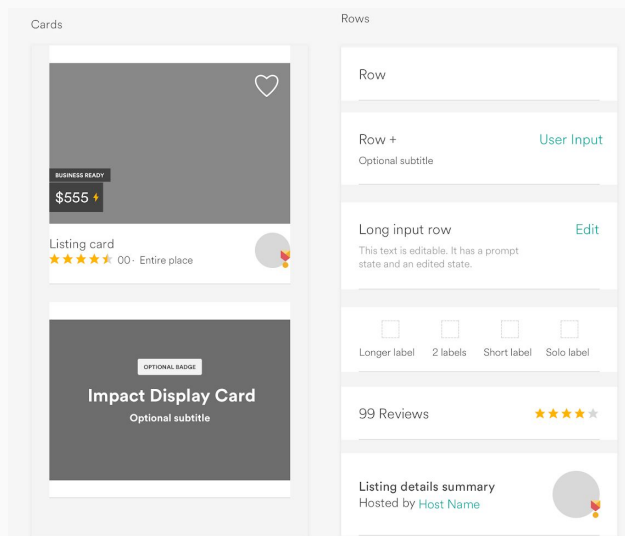 Cards
BUSINESS READY
$555
Listing card
00 · Entire place
OPTIONAL BADGE
Impact Display Card
Optional subtitle
Rows
Row
Row +
User Input
Optional subtitle
Long input row
Edit
This text is editable. It has a prompt
state and an edited state.
Longer label 2 labels Short label Solo label
99 Reviews
Listing details summary
Hosted by Host Name